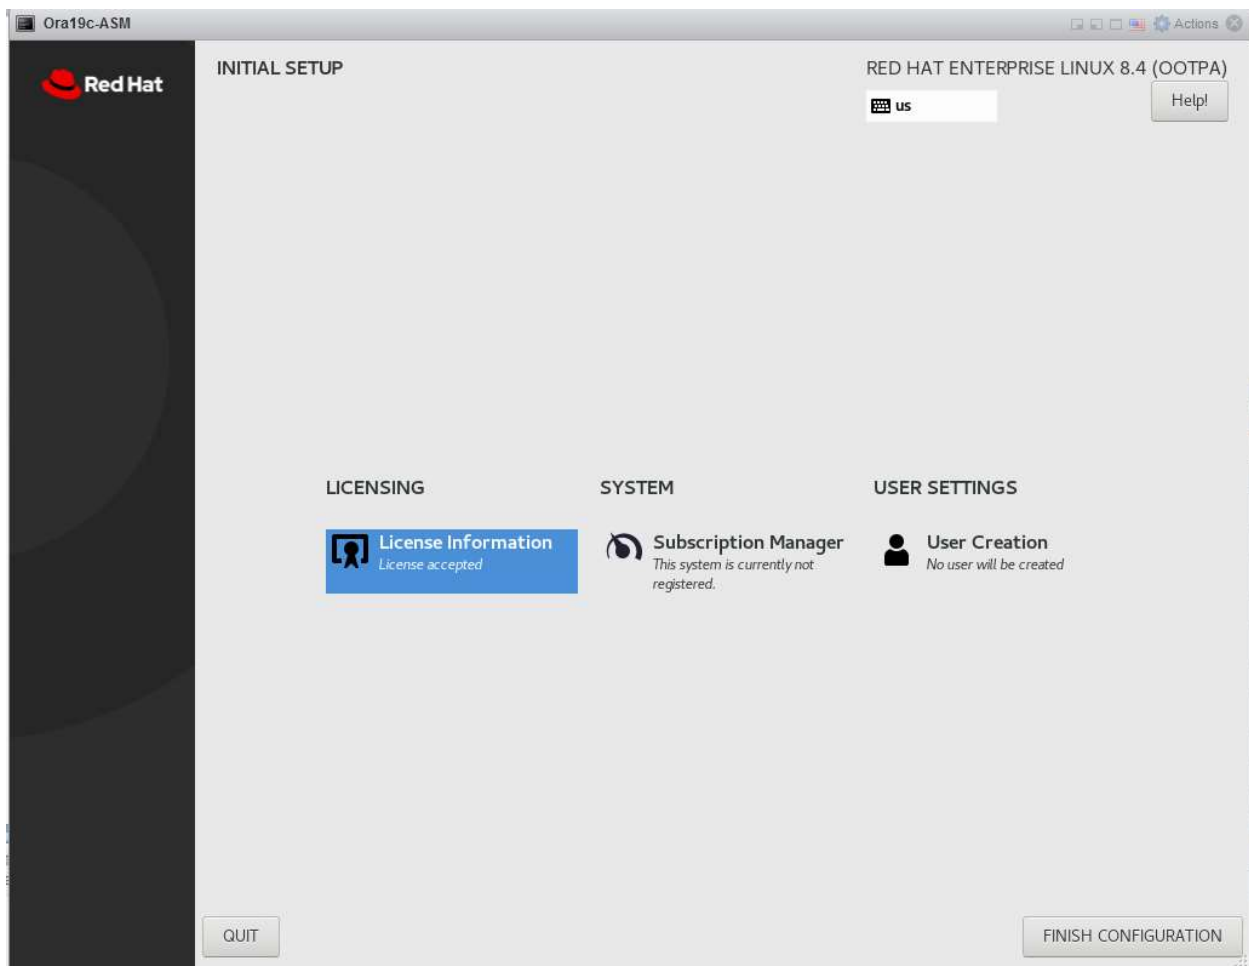 Ora19c-ASM
Actions
Red Hat
INITIAL SETUP
RED HAT ENTERPRISE LINUX 8.4 (OOTPA)
us
Help!
LICENSING
License Information
License accepted
SYSTEM
Subscription Manager
This system is currently not
registered.
USER SETTINGS
User Creation
No user will be created
QUIT
FINISH CONFIGURATION